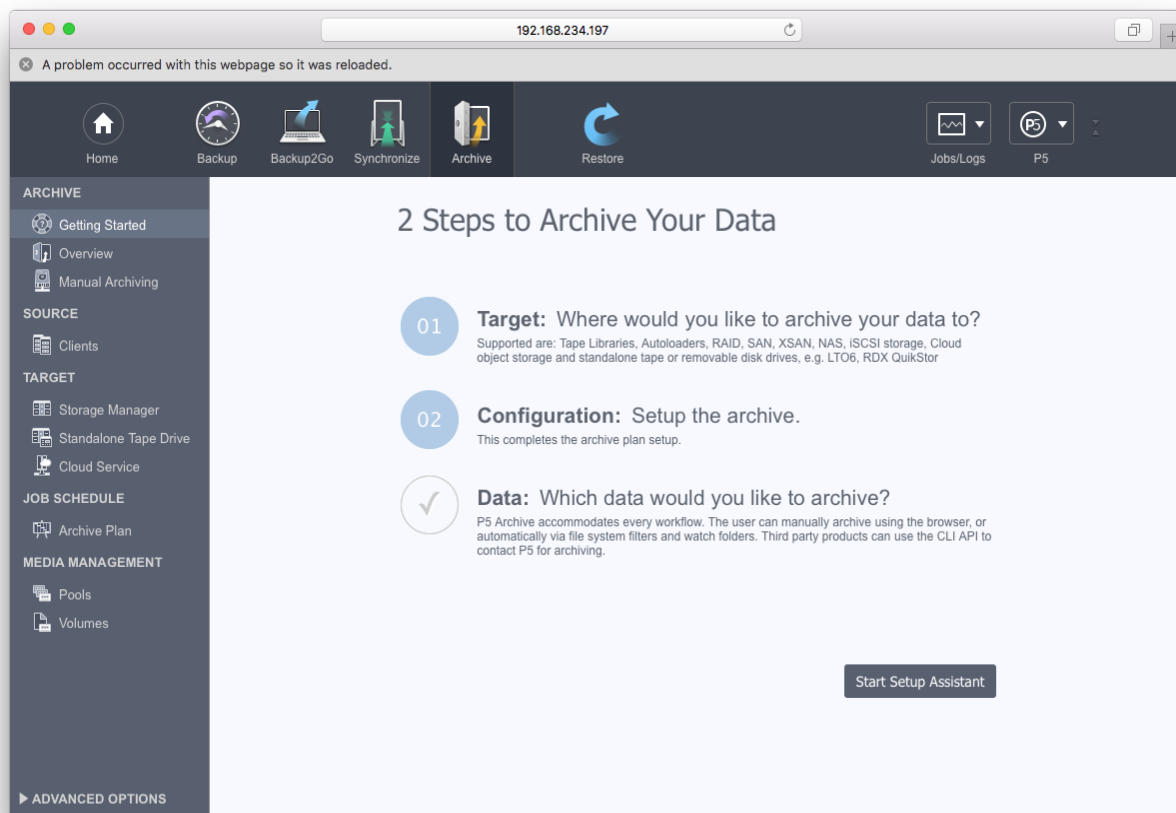 192.168.234.197
A problem occurred with this webpage so it was reloaded.
Home
Backup
Backup2Go
Synchronize
Archive
Restore
Jobs/Logs
P5
P5
ARCHIVE
Getting Started
Overview
Manual Archiving
SOURCE
Clients
TARGET
Storage Manager
Standalone Tape Drive
Cloud Service
JOB SCHEDULE
Archive Plan
MEDIA MANAGEMENT
Pools
Volumes
ADVANCED OPTIONS
2 Steps to Archive Your Data
01
Target: Where would you like to archive your data to?
Supported are: Tape Libraries, Autoloaders, RAID, SAN, XSAN, NAS, iSCSI storage, Cloud
object storage and standalone tape or removable disk drives, e.g. LTO6, RDX QuikStor
02
Configuration: Setup the archive.
This completes the archive plan setup.
Data: Which data would you like to archive?
P5 Archive accommodates every workflow. The user can manually archive using the browser, or
automatically via file system filters and watch folders. Third party products can use the CLI API to
contact P5 for archiving.
Start Setup Assistant